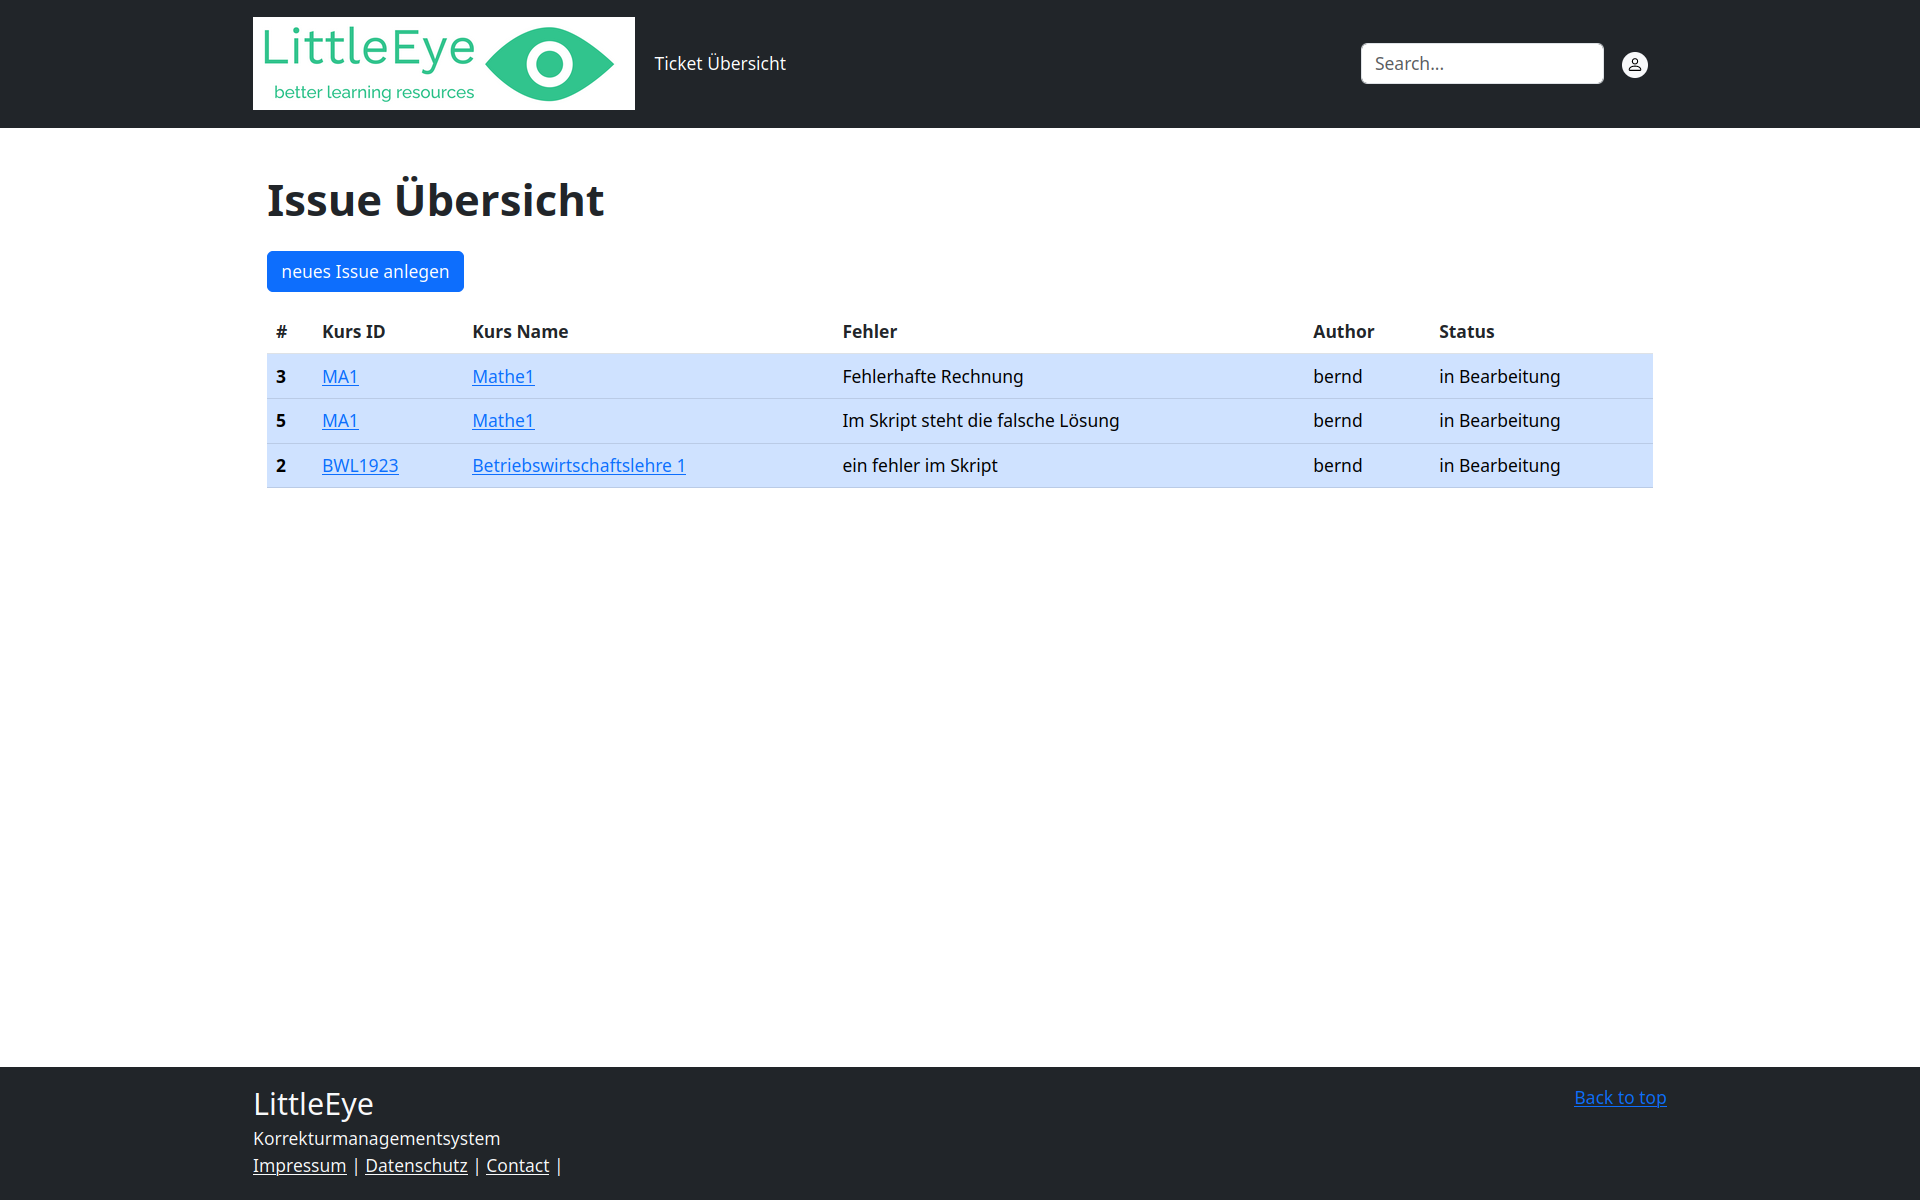 LittleEye
better learning resources
Ticket Übersicht
Search...
Issue Übersicht
neues Issue anlegen
# Kurs ID Kurs Name Fehler Author Status
3 MA1 Mathe1 Fehlerhafte Rechnung bernd in Bearbeitung
5 MA1 Mathe1 Im Skript steht die falsche Lösung bernd in Bearbeitung
2 BWL1923 Betriebswirtschaftslehre 1 ein fehler im Skript bernd in Bearbeitung
LittleEye
Back to top
Korrekturmanagementsystem
Impressum | Datenschutz | Contact |